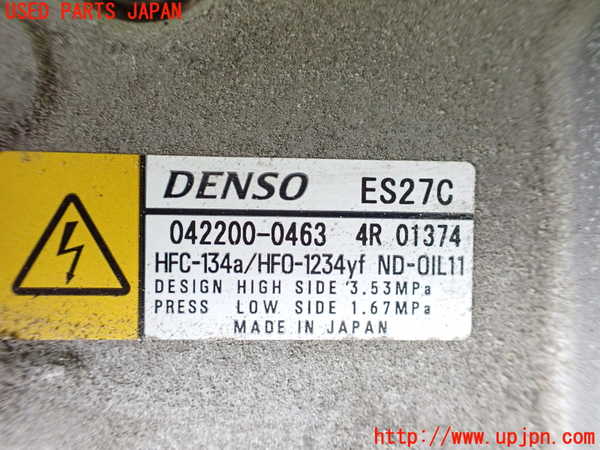 USED PARTS JAPAN
DENSO ES27C
042200-0463 4R 01374
HFC-134a/HFO-1234yf ND-OIL11
DESIGN HIGH SIDE 3.53MPa
PRESS LOW SIDE 1.67MPa
MADE IN JAPAN
http://www.upjpn.com/